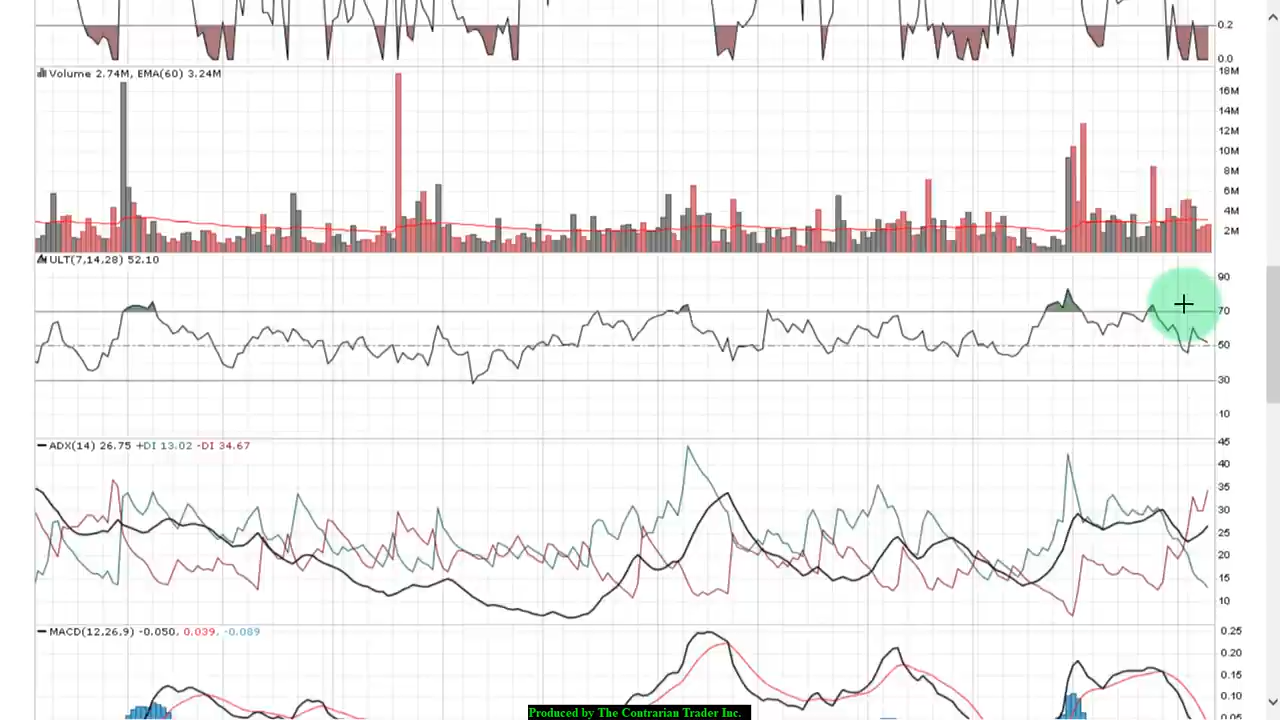 0.2
0.0
Volume 2.74M, EMA(60) 3.24M
18M
16M
14M
12M
10M
8M
6M
4M
2M
ULT(7,14,28) 52.10
90
70
50
30
10
ADX(14) 26.75 +DI 13.02 -DI 34.67
45
40
35
30
25
20
15
10
MACD(12,26,9) -0.050, 0.039, -0.089
0.25
0.20
0.15
0.10
0.05
Produced by The Contrarian Trader Inc.